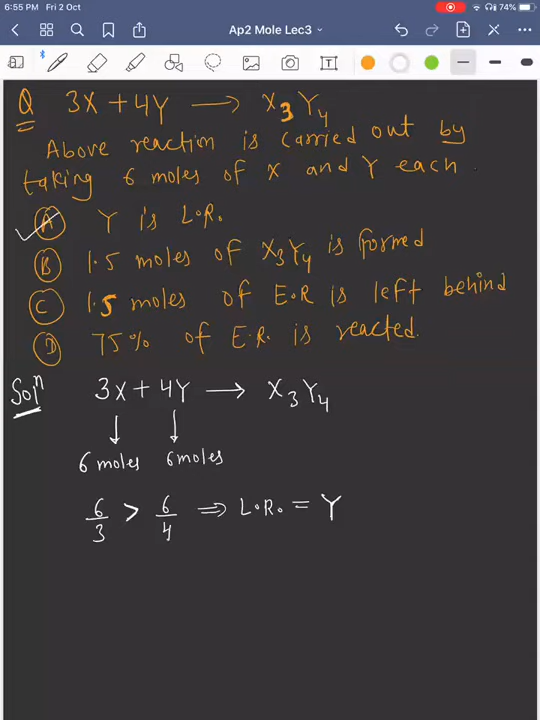 6:55 PM Fri 2 Oct 74%
Ap2 Mole Lec3
Q 3X + 4Y → X3Y4
Above reaction is carried out by
taking 6 moles of X and Y each.
A Y is L.R.
B 1.5 moles of X3Y4 is formed
C 1.5 moles of E.R is left behind
D 75% of E.R. is reacted.
Solⁿ 3X + 4Y → X3Y4
6 moles 6 moles
6/3 > 6/4 ⇒ L.R. = Y